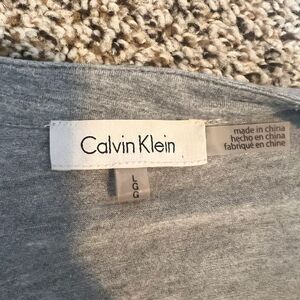 Calvin Klein
made in china
hecho en china
fabriqué en chine
L
G
G